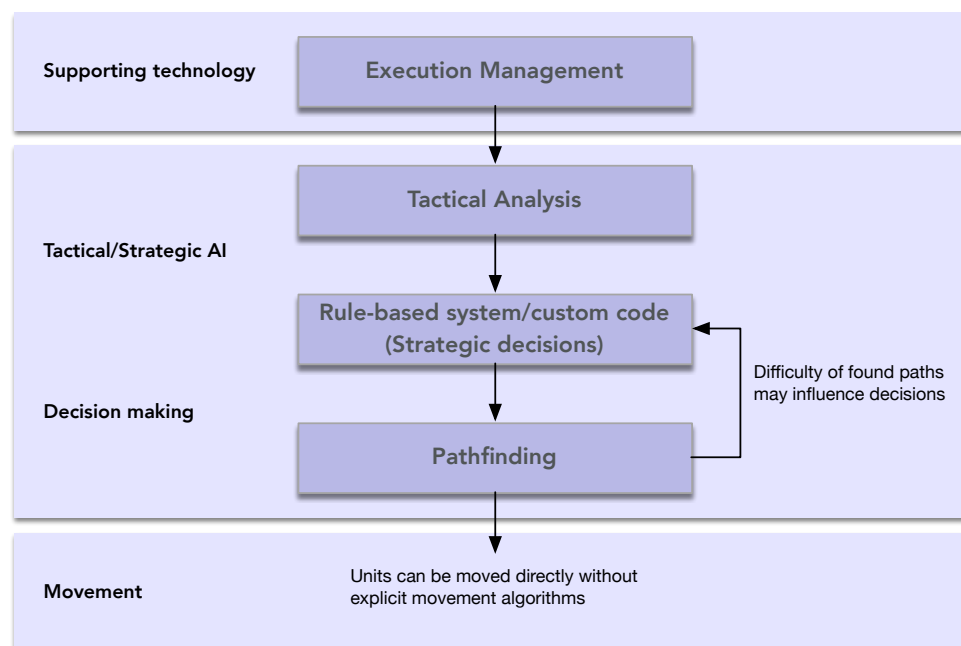 Supporting technology
Execution Management
Tactical Analysis
Tactical/Strategic AI
Rule-based system/custom code
(Strategic decisions)
Difficulty of found paths
may influence decisions
Decision making
Pathfinding
Movement
Units can be moved directly without
explicit movement algorithms